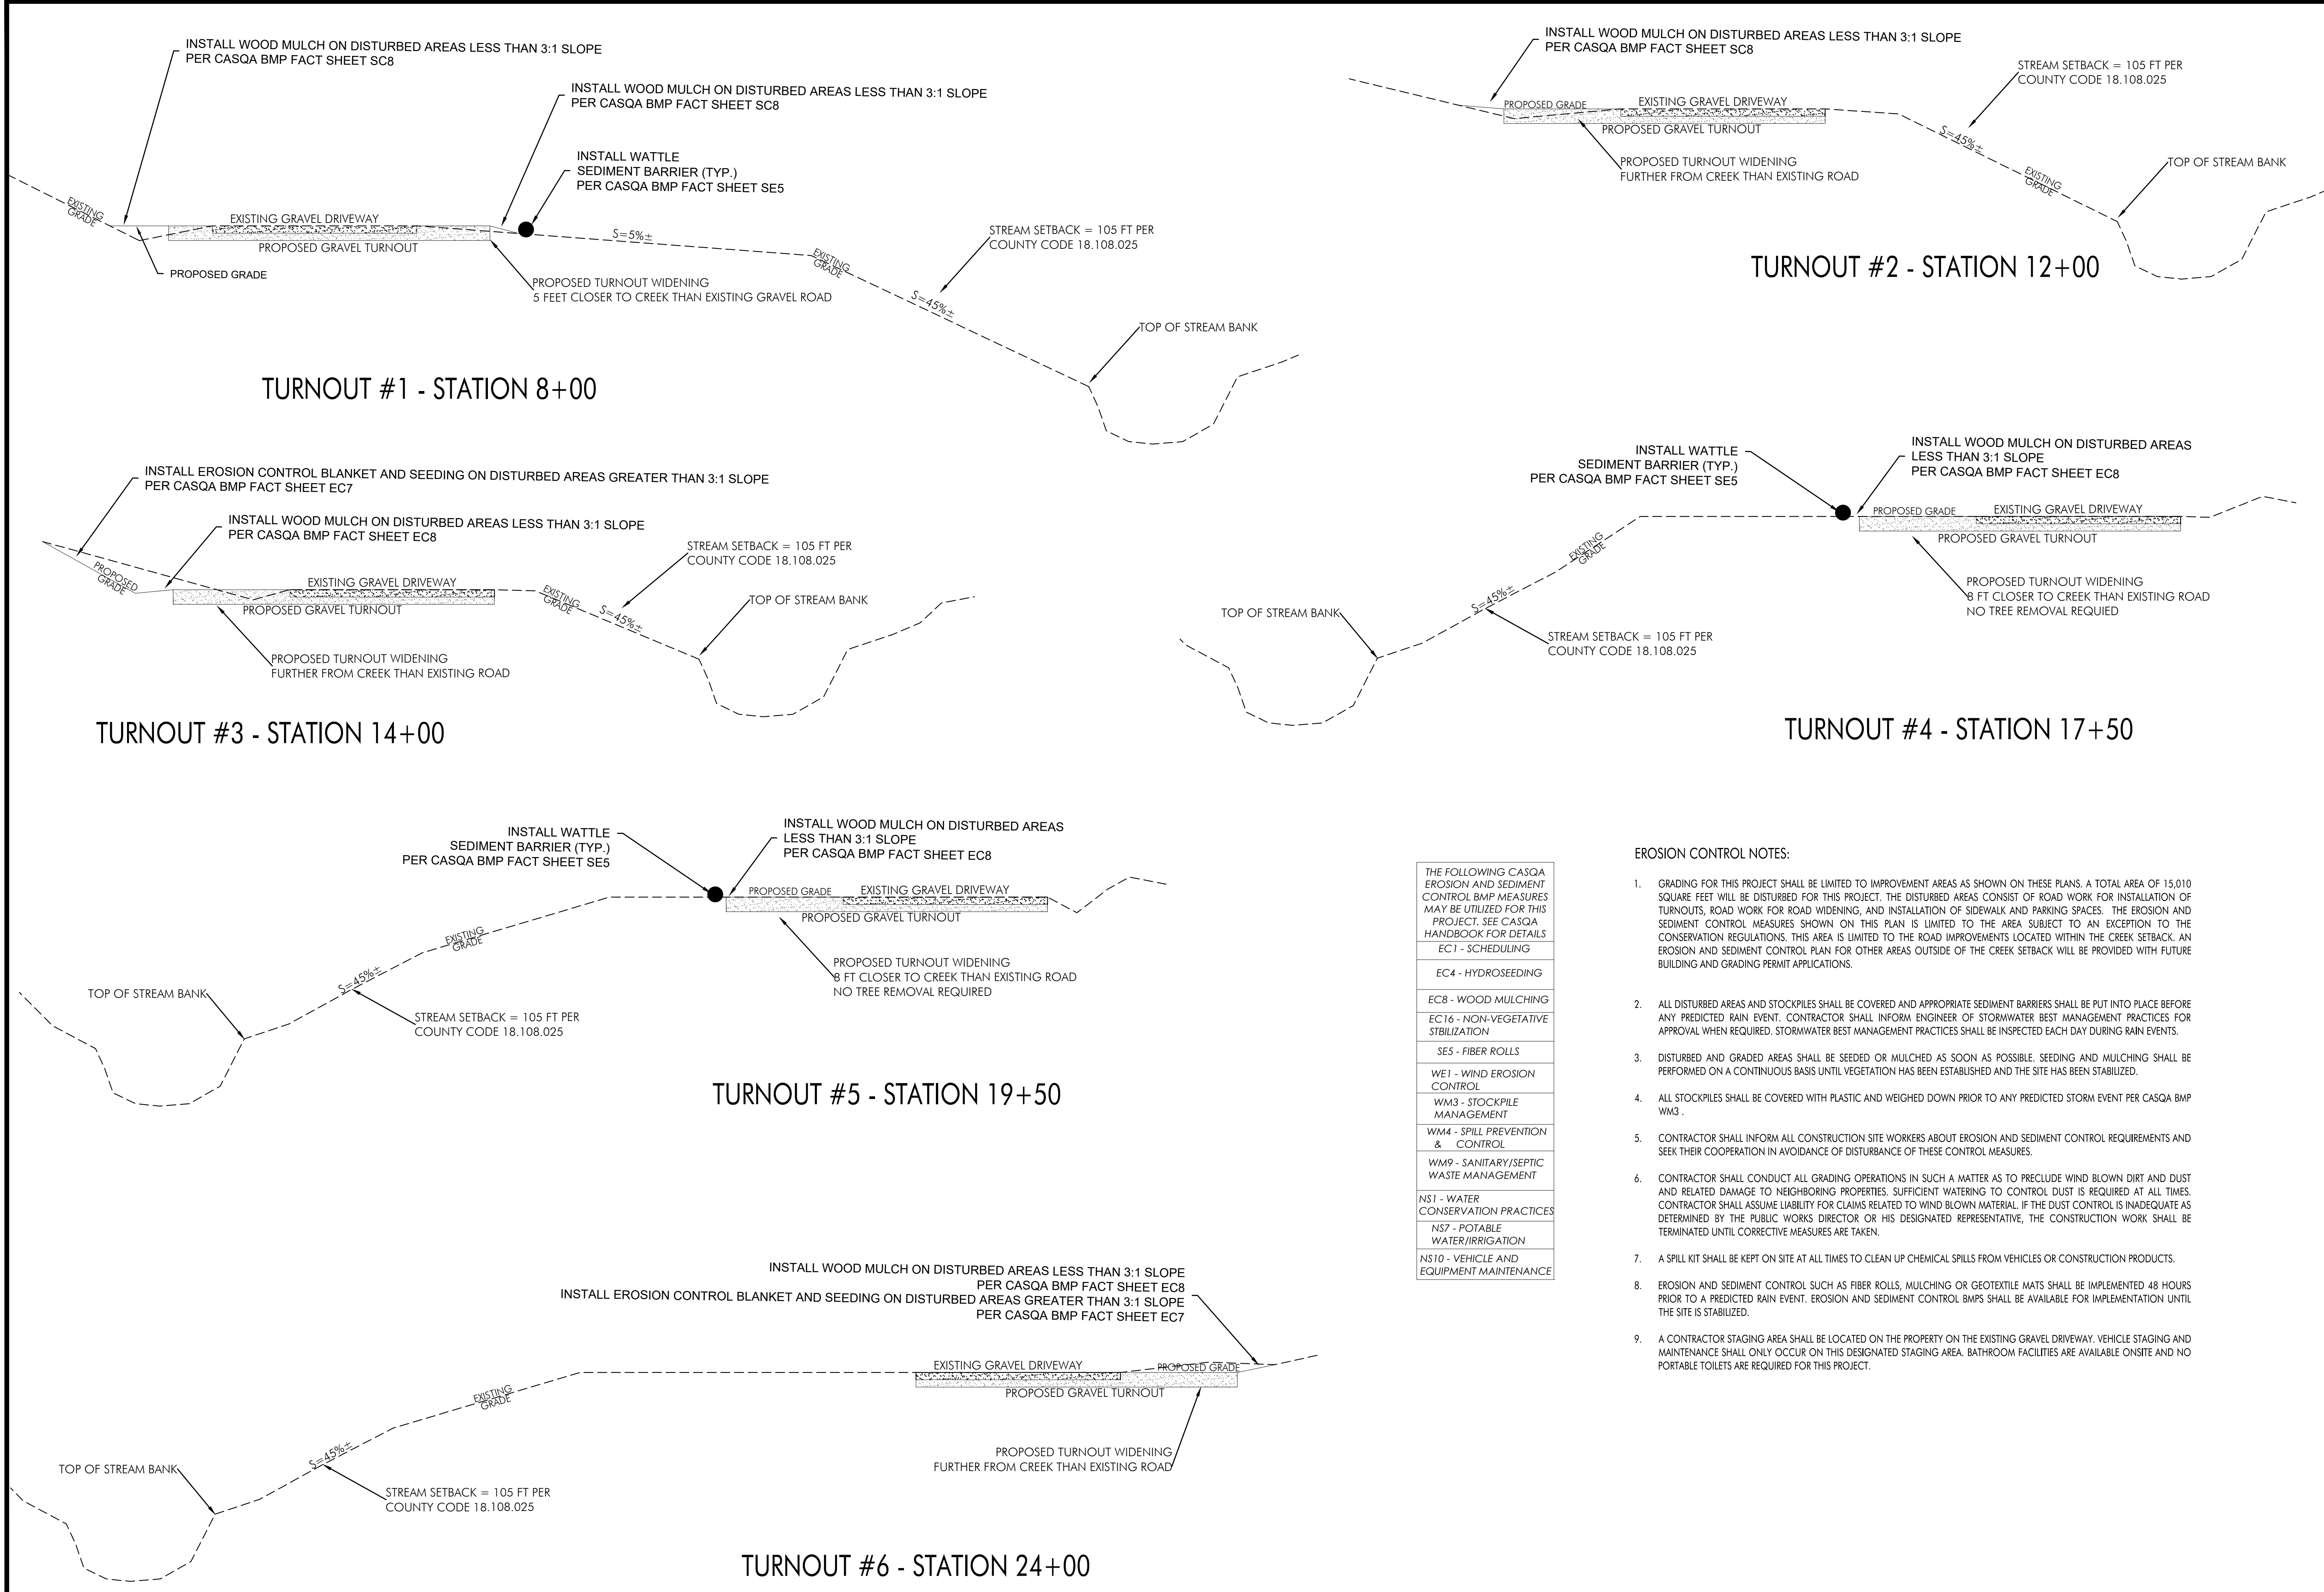 INSTALL WOOD MULCH ON DISTURBED AREAS LESS THAN 3:1 SLOPE
PER CASQA BMP FACT SHEET SC8
INSTALL WOOD MULCH ON DISTURBED AREAS LESS THAN 3:1 SLOPE
PER CASQA BMP FACT SHEET SC8
INSTALL WATTLE
SEDIMENT BARRIER (TYP.)
PER CASQA BMP FACT SHEET SE5
EXISTING
GRADE
EXISTING GRAVEL DRIVEWAY
PROPOSED GRAVEL TURNOUT
PROPOSED GRADE
S=5%±
PROPOSED TURNOUT WIDENING
5 FEET CLOSER TO CREEK THAN EXISTING GRAVEL ROAD
EXISTING
GRADE
STREAM SETBACK = 105 FT PER
COUNTY CODE 18.108.025
S=45%±
TOP OF STREAM BANK
TURNOUT #1 - STATION 8+00
INSTALL WOOD MULCH ON DISTURBED AREAS LESS THAN 3:1 SLOPE
PER CASQA BMP FACT SHEET SC8
STREAM SETBACK = 105 FT PER
COUNTY CODE 18.108.025
PROPOSED GRADE
EXISTING GRAVEL DRIVEWAY
PROPOSED GRAVEL TURNOUT
S=45%±
PROPOSED TURNOUT WIDENING
FURTHER FROM CREEK THAN EXISTING ROAD
EXISTING
GRADE
TOP OF STREAM BANK
TURNOUT #2 - STATION 12+00
INSTALL EROSION CONTROL BLANKET AND SEEDING ON DISTURBED AREAS GREATER THAN 3:1 SLOPE
PER CASQA BMP FACT SHEET EC7
INSTALL WOOD MULCH ON DISTURBED AREAS LESS THAN 3:1 SLOPE
PER CASQA BMP FACT SHEET EC8
STREAM SETBACK = 105 FT PER
COUNTY CODE 18.108.025
PROPOSED
GRADE
EXISTING GRAVEL DRIVEWAY
PROPOSED GRAVEL TURNOUT
EXISTING
GRADE
S=45%±
TOP OF STREAM BANK
PROPOSED TURNOUT WIDENING
FURTHER FROM CREEK THAN EXISTING ROAD
TURNOUT #3 - STATION 14+00
INSTALL WATTLE
SEDIMENT BARRIER (TYP.)
PER CASQA BMP FACT SHEET SE5
INSTALL WOOD MULCH ON DISTURBED AREAS
LESS THAN 3:1 SLOPE
PER CASQA BMP FACT SHEET EC8
PROPOSED GRADE
EXISTING GRAVEL DRIVEWAY
PROPOSED GRAVEL TURNOUT
EXISTING
GRADE
PROPOSED TURNOUT WIDENING
8 FT CLOSER TO CREEK THAN EXISTING ROAD
NO TREE REMOVAL REQUIED
S=45%±
TOP OF STREAM BANK
STREAM SETBACK = 105 FT PER
COUNTY CODE 18.108.025
TURNOUT #4 - STATION 17+50
INSTALL WATTLE
SEDIMENT BARRIER (TYP.)
PER CASQA BMP FACT SHEET SE5
INSTALL WOOD MULCH ON DISTURBED AREAS
LESS THAN 3:1 SLOPE
PER CASQA BMP FACT SHEET EC8
PROPOSED GRADE
EXISTING GRAVEL DRIVEWAY
PROPOSED GRAVEL TURNOUT
EXISTING
GRADE
PROPOSED TURNOUT WIDENING
8 FT CLOSER TO CREEK THAN EXISTING ROAD
NO TREE REMOVAL REQUIRED
S=45%±
TOP OF STREAM BANK
STREAM SETBACK = 105 FT PER
COUNTY CODE 18.108.025
TURNOUT #5 - STATION 19+50
INSTALL WOOD MULCH ON DISTURBED AREAS LESS THAN 3:1 SLOPE
PER CASQA BMP FACT SHEET EC8
INSTALL EROSION CONTROL BLANKET AND SEEDING ON DISTURBED AREAS GREATER THAN 3:1 SLOPE
PER CASQA BMP FACT SHEET EC7
EXISTING GRAVEL DRIVEWAY
PROPOSED GRADE
PROPOSED GRAVEL TURNOUT
EXISTING
GRADE
PROPOSED TURNOUT WIDENING
FURTHER FROM CREEK THAN EXISTING ROAD
S=45%±
TOP OF STREAM BANK
STREAM SETBACK = 105 FT PER
COUNTY CODE 18.108.025
TURNOUT #6 - STATION 24+00
THE FOLLOWING CASQA
EROSION AND SEDIMENT
CONTROL BMP MEASURES
MAY BE UTILIZED FOR THIS
PROJECT. SEE CASQA
HANDBOOK FOR DETAILS
EC1 - SCHEDULING
EC4 - HYDROSEEDING
EC8 - WOOD MULCHING
EC16 - NON-VEGETATIVE
STBILIZATION
SE5 - FIBER ROLLS
WE1 - WIND EROSION
CONTROL
WM3 - STOCKPILE
MANAGEMENT
WM4 - SPILL PREVENTION
& CONTROL
WM9 - SANITARY/SEPTIC
WASTE MANAGEMENT
NS1 - WATER
CONSERVATION PRACTICES
NS7 - POTABLE
WATER/IRRIGATION
NS10 - VEHICLE AND
EQUIPMENT MAINTENANCE
EROSION CONTROL NOTES:
1. GRADING FOR THIS PROJECT SHALL BE LIMITED TO IMPROVEMENT AREAS AS SHOWN ON THESE PLANS. A TOTAL AREA OF 15,010
SQUARE FEET WILL BE DISTURBED FOR THIS PROJECT. THE DISTURBED AREAS CONSIST OF ROAD WORK FOR INSTALLATION OF
TURNOUTS, ROAD WORK FOR ROAD WIDENING, AND INSTALLATION OF SIDEWALK AND PARKING SPACES. THE EROSION AND
SEDIMENT CONTROL MEASURES SHOWN ON THIS PLAN IS LIMITED TO THE AREA SUBJECT TO AN EXCEPTION TO THE
CONSERVATION REGULATIONS. THIS AREA IS LIMITED TO THE ROAD IMPROVEMENTS LOCATED WITHIN THE CREEK SETBACK. AN
EROSION AND SEDIMENT CONTROL PLAN FOR OTHER AREAS OUTSIDE OF THE CREEK SETBACK WILL BE PROVIDED WITH FUTURE
BUILDING AND GRADING PERMIT APPLICATIONS.
2. ALL DISTURBED AREAS AND STOCKPILES SHALL BE COVERED AND APPROPRIATE SEDIMENT BARRIERS SHALL BE PUT INTO PLACE BEFORE
ANY PREDICTED RAIN EVENT. CONTRACTOR SHALL INFORM ENGINEER OF STORMWATER BEST MANAGEMENT PRACTICES FOR
APPROVAL WHEN REQUIRED. STORMWATER BEST MANAGEMENT PRACTICES SHALL BE INSPECTED EACH DAY DURING RAIN EVENTS.
3. DISTURBED AND GRADED AREAS SHALL BE SEEDED OR MULCHED AS SOON AS POSSIBLE. SEEDING AND MULCHING SHALL BE
PERFORMED ON A CONTINUOUS BASIS UNTIL VEGETATION HAS BEEN ESTABLISHED AND THE SITE HAS BEEN STABILIZED.
4. ALL STOCKPILES SHALL BE COVERED WITH PLASTIC AND WEIGHED DOWN PRIOR TO ANY PREDICTED STORM EVENT PER CASQA BMP
WM3 .
5. CONTRACTOR SHALL INFORM ALL CONSTRUCTION SITE WORKERS ABOUT EROSION AND SEDIMENT CONTROL REQUIREMENTS AND
SEEK THEIR COOPERATION IN AVOIDANCE OF DISTURBANCE OF THESE CONTROL MEASURES.
6. CONTRACTOR SHALL CONDUCT ALL GRADING OPERATIONS IN SUCH A MATTER AS TO PRECLUDE WIND BLOWN DIRT AND DUST
AND RELATED DAMAGE TO NEIGHBORING PROPERTIES. SUFFICIENT WATERING TO CONTROL DUST IS REQUIRED AT ALL TIMES.
CONTRACTOR SHALL ASSUME LIABILITY FOR CLAIMS RELATED TO WIND BLOWN MATERIAL. IF THE DUST CONTROL IS INADEQUATE AS
DETERMINED BY THE PUBLIC WORKS DIRECTOR OR HIS DESIGNATED REPRESENTATIVE, THE CONSTRUCTION WORK SHALL BE
TERMINATED UNTIL CORRECTIVE MEASURES ARE TAKEN.
7. A SPILL KIT SHALL BE KEPT ON SITE AT ALL TIMES TO CLEAN UP CHEMICAL SPILLS FROM VEHICLES OR CONSTRUCTION PRODUCTS.
8. EROSION AND SEDIMENT CONTROL SUCH AS FIBER ROLLS, MULCHING OR GEOTEXTILE MATS SHALL BE IMPLEMENTED 48 HOURS
PRIOR TO A PREDICTED RAIN EVENT. EROSION AND SEDIMENT CONTROL BMPS SHALL BE AVAILABLE FOR IMPLEMENTATION UNTIL
THE SITE IS STABILIZED.
9. A CONTRACTOR STAGING AREA SHALL BE LOCATED ON THE PROPERTY ON THE EXISTING GRAVEL DRIVEWAY. VEHICLE STAGING AND
MAINTENANCE SHALL ONLY OCCUR ON THIS DESIGNATED STAGING AREA. BATHROOM FACILITIES ARE AVAILABLE ONSITE AND NO
PORTABLE TOILETS ARE REQUIRED FOR THIS PROJECT.